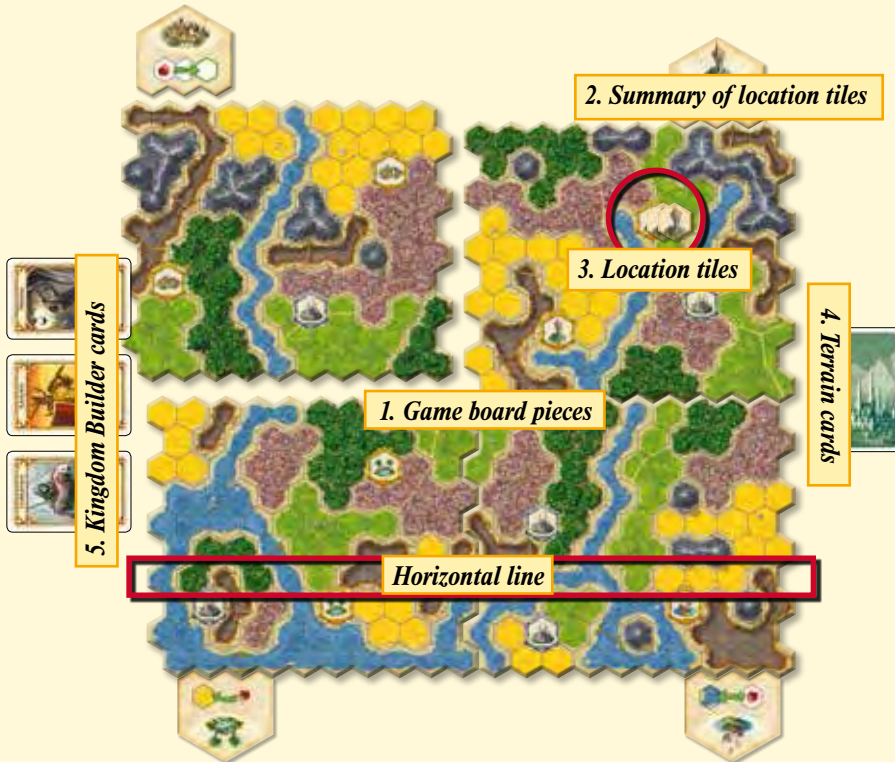 2. Summary of location tiles
3. Location tiles
5. Kingdom Builder cards
4. Terrain cards
1. Game board pieces
Horizontal line